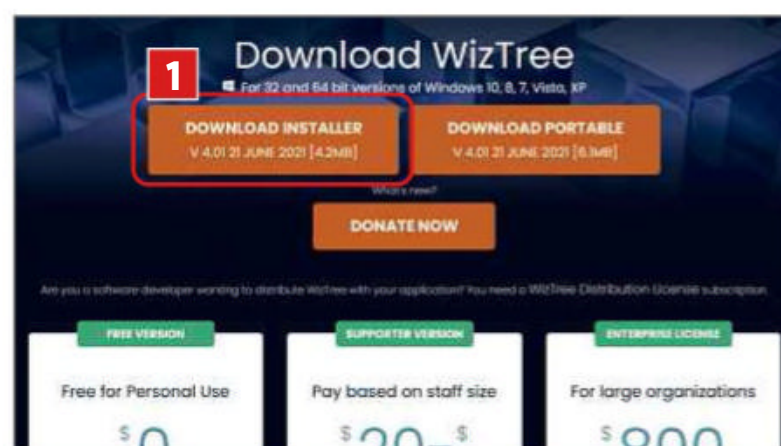 Download WizTree
1
For 32 and 64 bit versions of Windows 10, 8, 7, Vista, XP
DOWNLOAD INSTALLER
V 4.01 21 JUNE 2021 [4.2MB]
DOWNLOAD PORTABLE
V 4.01 21 JUNE 2021 [6.1MB]
What's new?
DONATE NOW
Are you a software developer wanting to distribute WizTree with your application? You need a WizTree Distribution License subscription.
FREE VERSION
SUPPORTER VERSION
ENTERPRISE LICENSE
Free for Personal Use
Pay based on staff size
For large organizations
$0
$20-$
$800